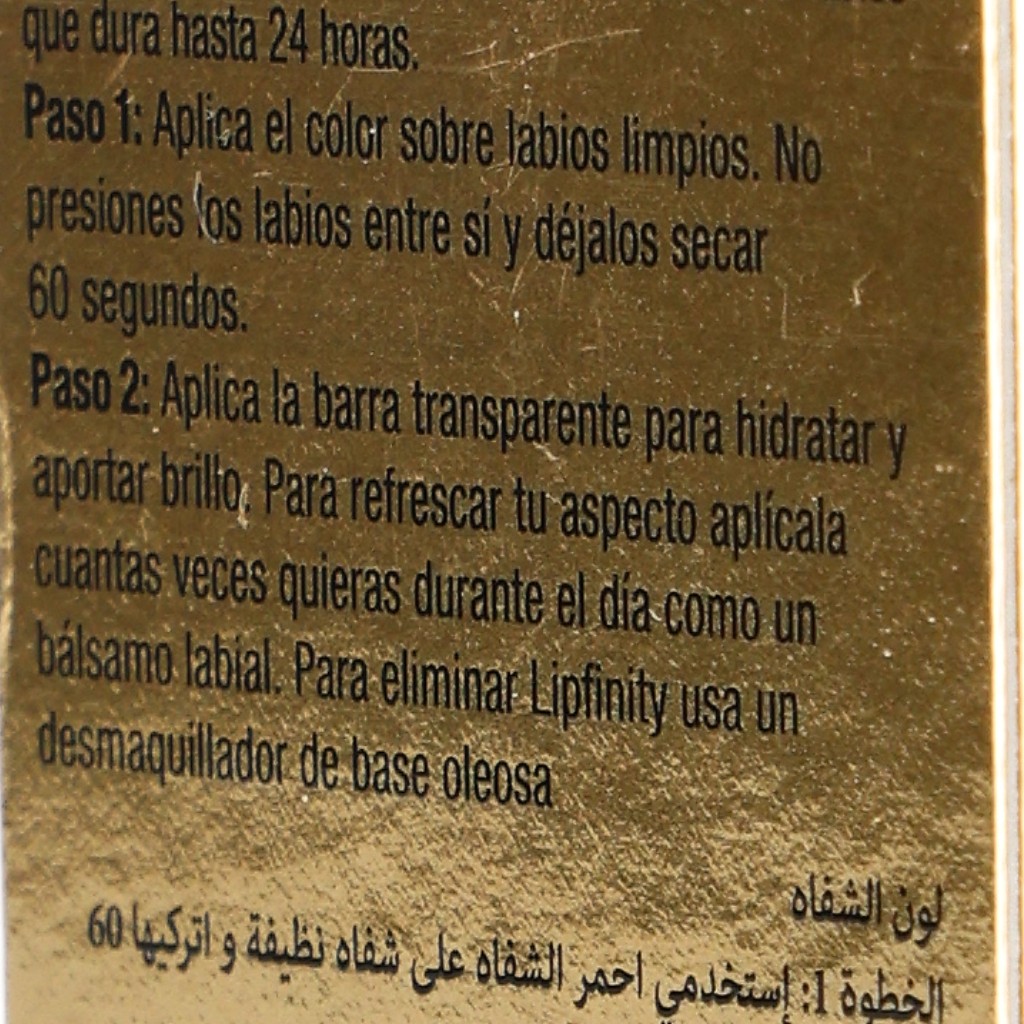 que dura hasta 24 horas.
Paso 1: Aplica el color sobre labios limpios. No
presiones los labios entre sí y déjalos secar
60 segundos.
Paso 2: Aplica la barra transparente para hidratar y
aportar brillo. Para refrescar tu aspecto aplícala
cuantas veces quieras durante el día como un
bálsamo labial. Para eliminar Lipfinity usa un
desmaquillador de base oleosa
لون الشفاه
الخطوة 1: إستخدمي احمر الشفاه على شفاه نظيفة و اتركيها 60